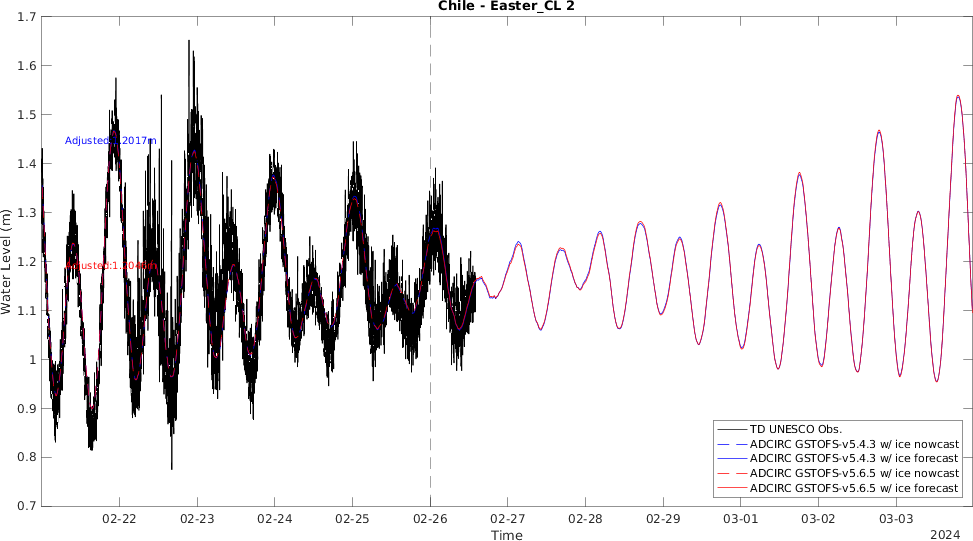 Chile - Easter_CL 2
1.7
1.6
1.5
1.4
1.3
1.2
1.1
1
0.9
0.8
0.7
Water Level (m)
02-22
02-23
02-24
02-25
02-26
02-27
02-28
02-29
03-01
03-02
03-03
Time
2024
TD UNESCO Obs.
ADCIRC GSTOFS-v5.4.3 w/ ice nowcast
ADCIRC GSTOFS-v5.4.3 w/ ice forecast
ADCIRC GSTOFS-v5.6.5 w/ ice nowcast
ADCIRC GSTOFS-v5.6.5 w/ ice forecast